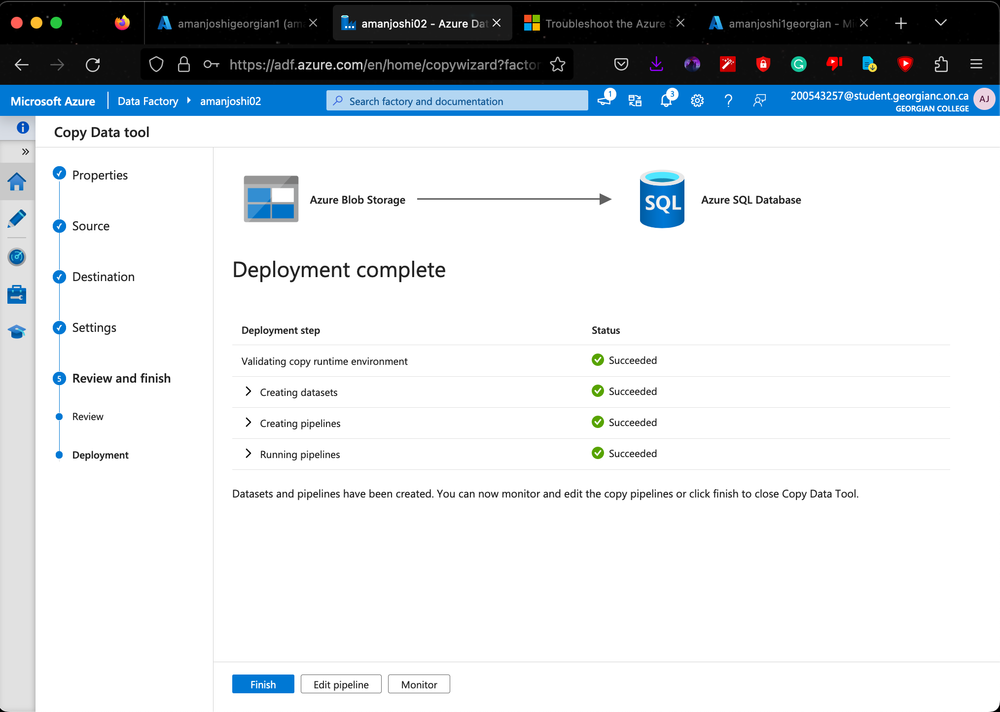 amanjoshigeorgian1 (am
amanjoshi02 - Azure Dat
Troubleshoot the Azure S
amanjoshi1georgian - Mi
https://adf.azure.com/en/home/copywizard?factor
Microsoft Azure
Data Factory
amanjoshi02
Search factory and documentation
1
3
200543257@student.georgianc.on.ca
GEORGIAN COLLEGE
AJ
Copy Data tool
Properties
Source
Destination
Settings
5
Review and finish
Review
Deployment
Azure Blob Storage
SQL
Azure SQL Database
Deployment complete
Deployment step
Status
Validating copy runtime environment
Succeeded
Creating datasets
Succeeded
Creating pipelines
Succeeded
Running pipelines
Succeeded
Datasets and pipelines have been created. You can now monitor and edit the copy pipelines or click finish to close Copy Data Tool.
Finish
Edit pipeline
Monitor